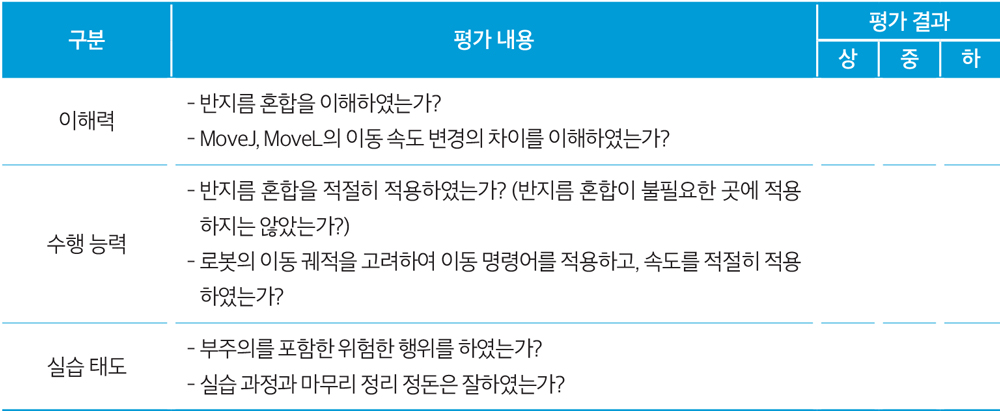 구분
평가 내용
평가 결과
상
중
하
이해력
- 반지름 혼합을 이해하였는가?
- MoveJ, MoveL의 이동 속도 변경의 차이를 이해하였는가?
수행 능력
- 반지름 혼합을 적절히 적용하였는가? (반지름 혼합이 불필요한 곳에 적용
하지는 않았는가?)
- 로봇의 이동 궤적을 고려하여 이동 명령어를 적용하고, 속도를 적절히 적용
하였는가?
실습 태도
- 부주의를 포함한 위험한 행위를 하였는가?
- 실습 과정과 마무리 정리 정돈은 잘하였는가?